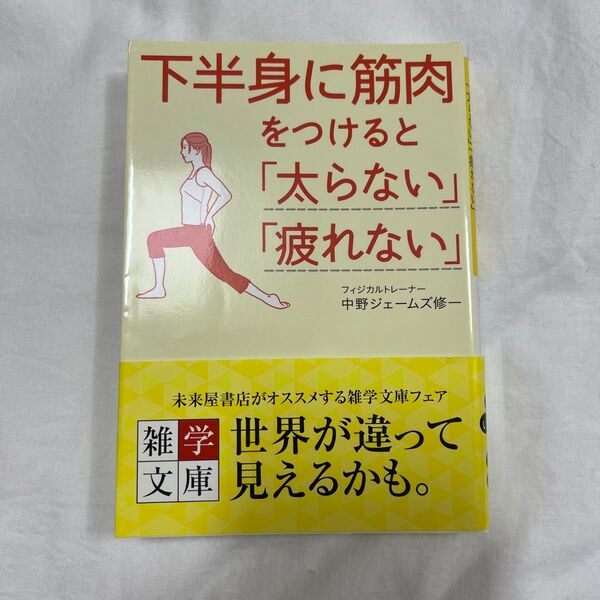 下半身に筋肉
をつけると
「太らない」
「疲れない」
フィジカルトレーナー
中野ジェームズ修一
未来屋書店がオススメする雑学文庫フェア
雑学
文庫
世界が違って
見えるかも。